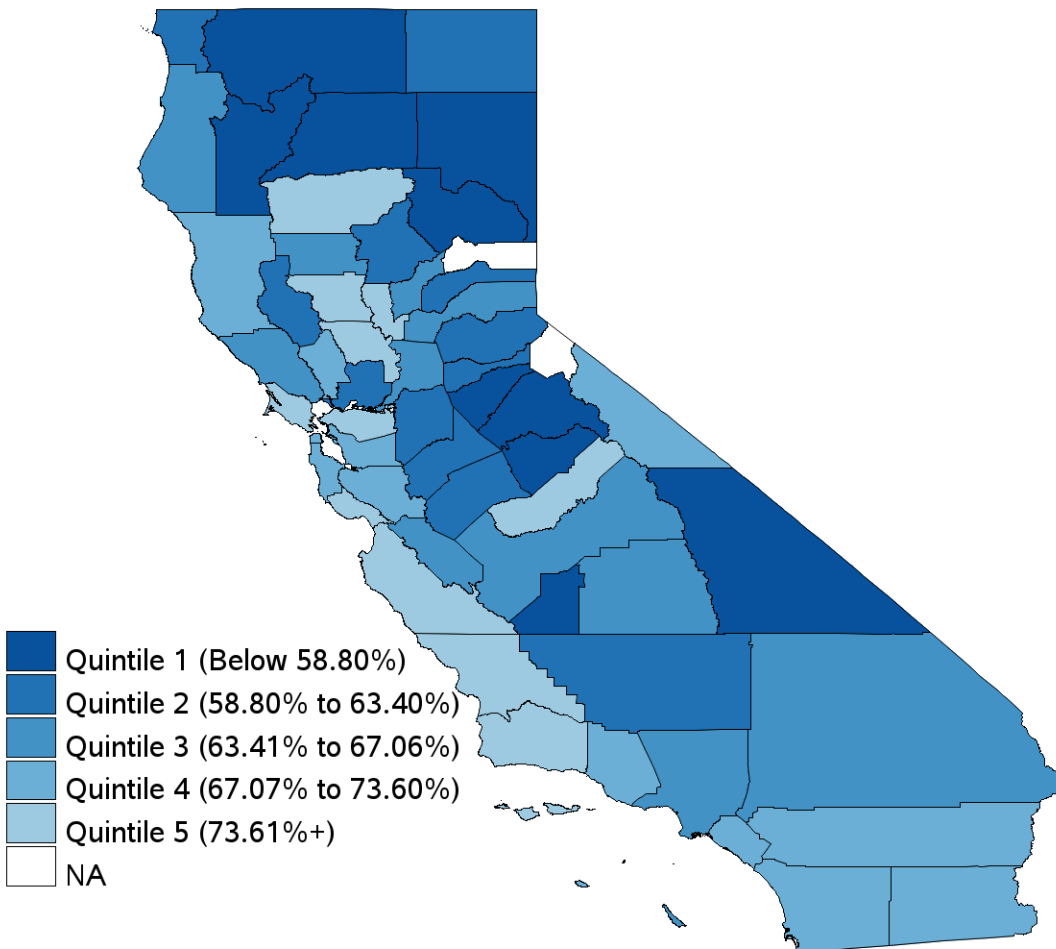 Quintile 1 (Below 58.80%)
Quintile 2 (58.80% to 63.40%)
Quintile 3 (63.41% to 67.06%)
Quintile 4 (67.07% to 73.60%)
Quintile 5 (73.61%+)
NA